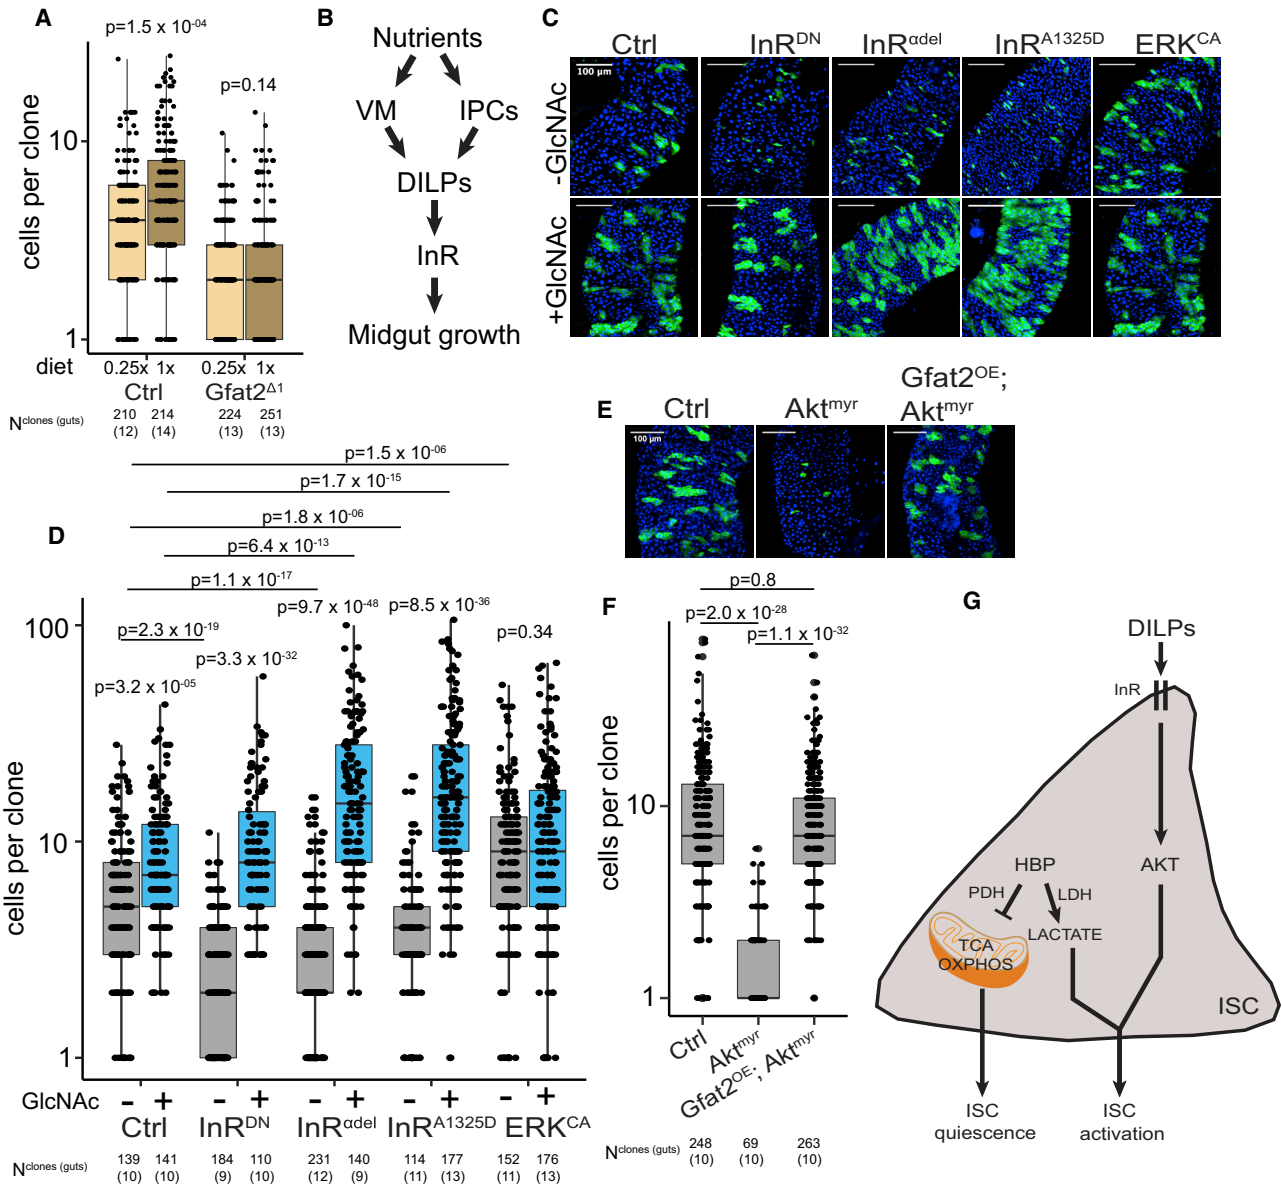 A
p=1.5 x 10-04
p=0.14
cells per clone
10
1
diet
0.25x 1x 0.25x 1x
Ctrl Gfat2Δ1
Nclones (guts)
210 214 224 251
(12) (14) (13) (13)
B
Nutrients
VM IPCs
DILPs
InR
Midgut growth
C
Ctrl InRDN InRαdel InRA1325D ERKCA
100 µm
-GlcNAc
+GlcNAc
E
Ctrl Aktmyr Gfat2OE;
Aktmyr
100 µm
p=1.5 x 10-06
p=1.7 x 10-15
p=1.8 x 10-06
p=6.4 x 10-13
p=1.1 x 10-17
D
p=2.3 x 10-19
p=9.7 x 10-48
p=8.5 x 10-36
p=3.3 x 10-32
p=0.34
p=3.2 x 10-05
cells per clone
100
10
1
GlcNAc - + - + - + - + - +
Ctrl InRDN InRαdel InRA1325D ERKCA
Nclones (guts)
139 141 184 110 231 140 114 177 152 176
(10) (10) (9) (10) (12) (9) (11) (13) (11) (13)
F
p=0.8
p=2.0 x 10-28
p=1.1 x 10-32
cells per clone
10
1
Ctrl
Aktmyr
Gfat2OE; Aktmyr
Nclones (guts)
248 69 263
(10) (10) (10)
G
DILPs
InR
HBP
AKT
PDH LDH
LACTATE
TCA
OXPHOS
ISC
ISC
quiescence
ISC
activation